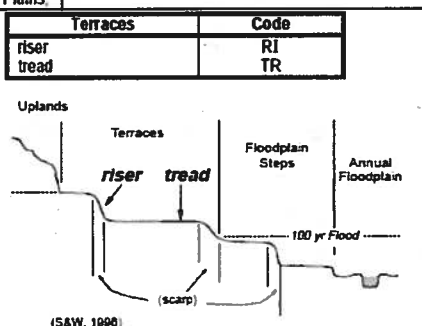 Plains,
Terraces Code
riser RI
tread TR
Uplands
Terraces
Floodplain
Steps
Annual
Floodplain
riser tread
100 yr Flood
(scarp)
(S&W, 1996)